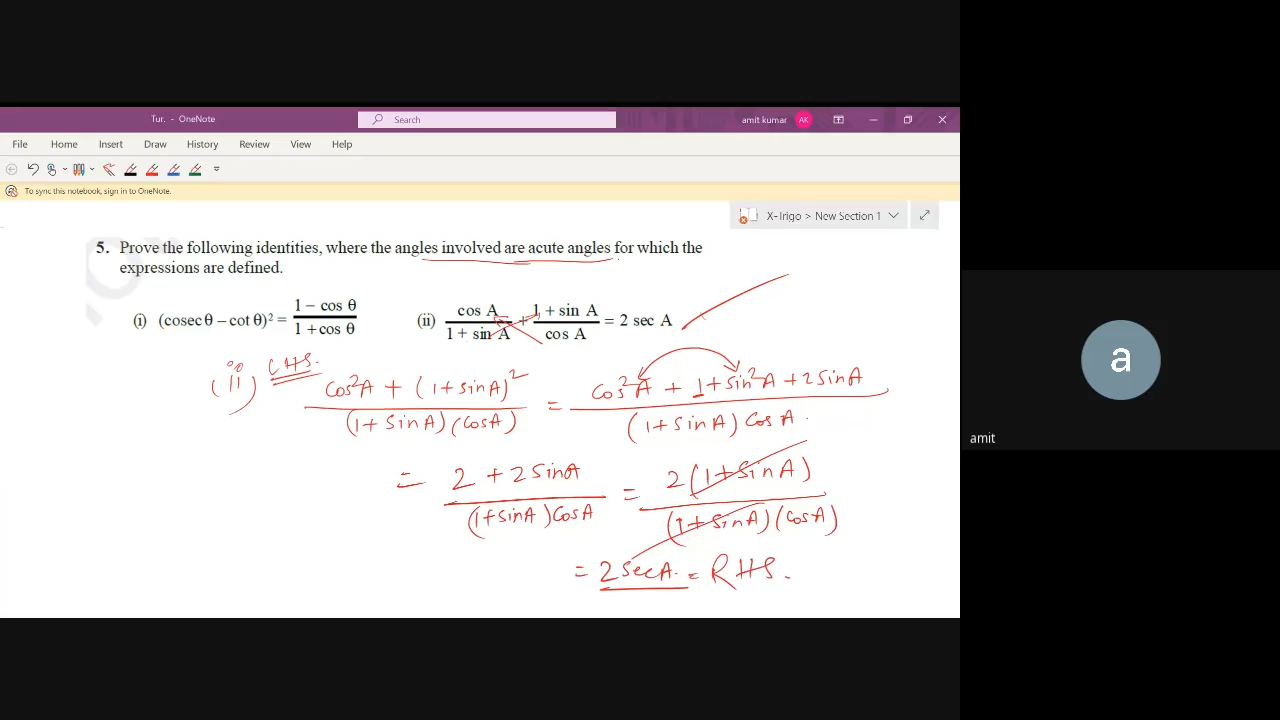 Tur. - OneNote
Search
amit kumar AK
File Home Insert Draw History Review View Help
To sync this notebook, sign in to OneNote.
X-Irigo > New Section 1
5. Prove the following identities, where the angles involved are acute angles for which the
expressions are defined.
(i) (cosec θ – cot θ)² = (1 – cos θ)/(1 + cos θ) (ii) cos A/(1 + sin A) + (1 + sin A)/cos A = 2 sec A
(ii) LHS.
(cos²A + (1+sinA)²)/((1+sinA)(cosA)) = (cos²A + 1 + sin²A + 2sinA)/((1+sinA) cosA)
= (2 + 2sinA)/((1+sinA)cosA) = 2(1+sinA)/((1+sinA)(cosA))
= 2secA. = RHS.
a
amit